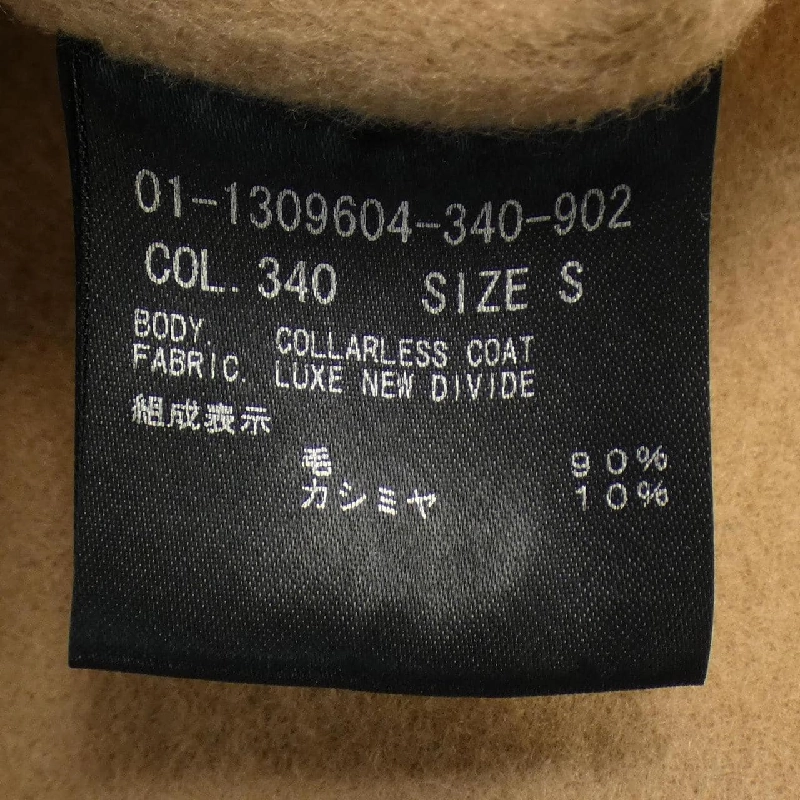 01-1309604-340-902
COL. 340 SIZE S
BODY. COLLARLESS COAT
FABRIC. LUXE NEW DIVIDE
組成表示
毛 90%
カシミヤ 10%